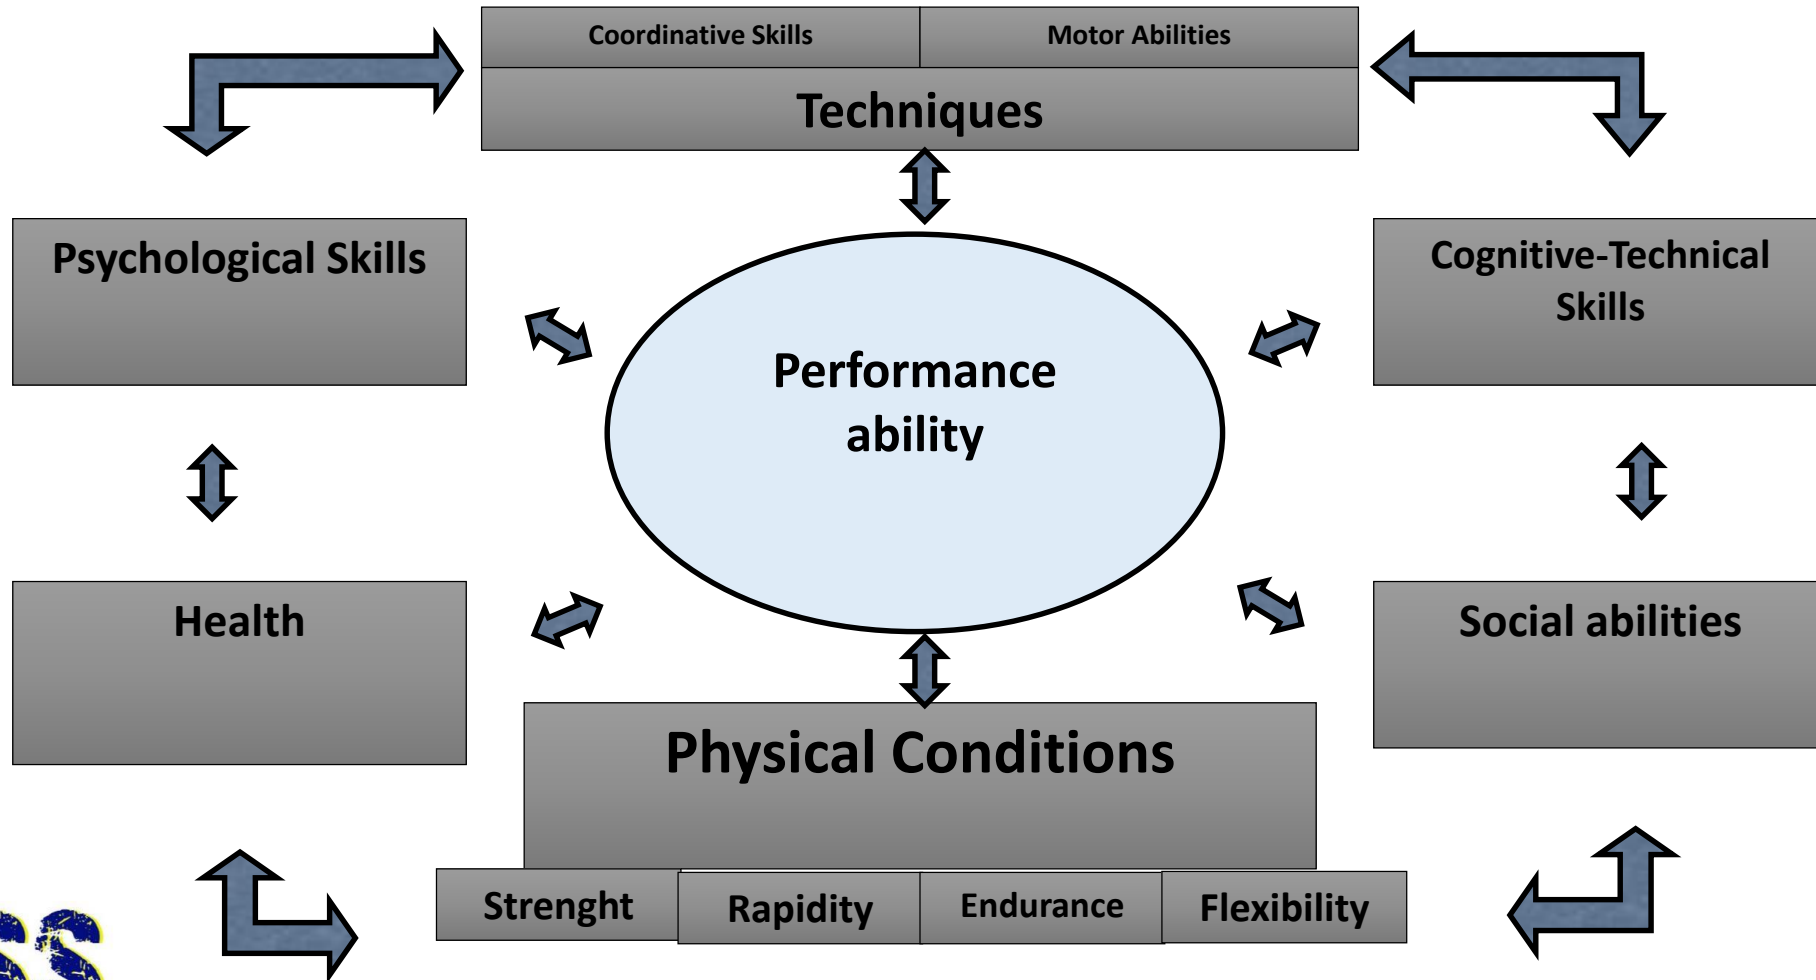 Coordinative Skills
Motor Abilities
Techniques
Psychological Skills
Cognitive-Technical
Skills
Performance
ability
Health
Social abilities
Physical Conditions
Strenght
Rapidity
Endurance
Flexibility